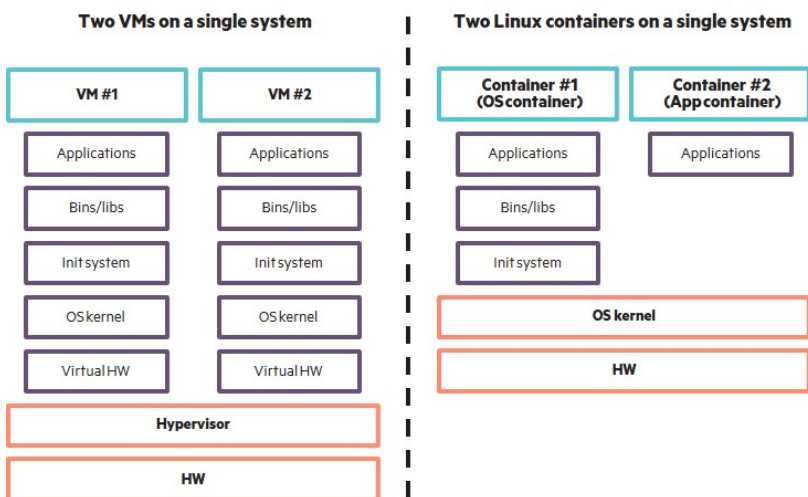 Two VMs on a single system
VM #1
VM #2
Applications
Applications
Bins/libs
Bins/libs
Init system
Init system
OS kernel
OS kernel
Virtual HW
Virtual HW
Hypervisor
HW
Two Linux containers on a single system
Container #1
(OS container)
Container #2
(App container)
Applications
Applications
Bins/libs
Init system
OS kernel
HW